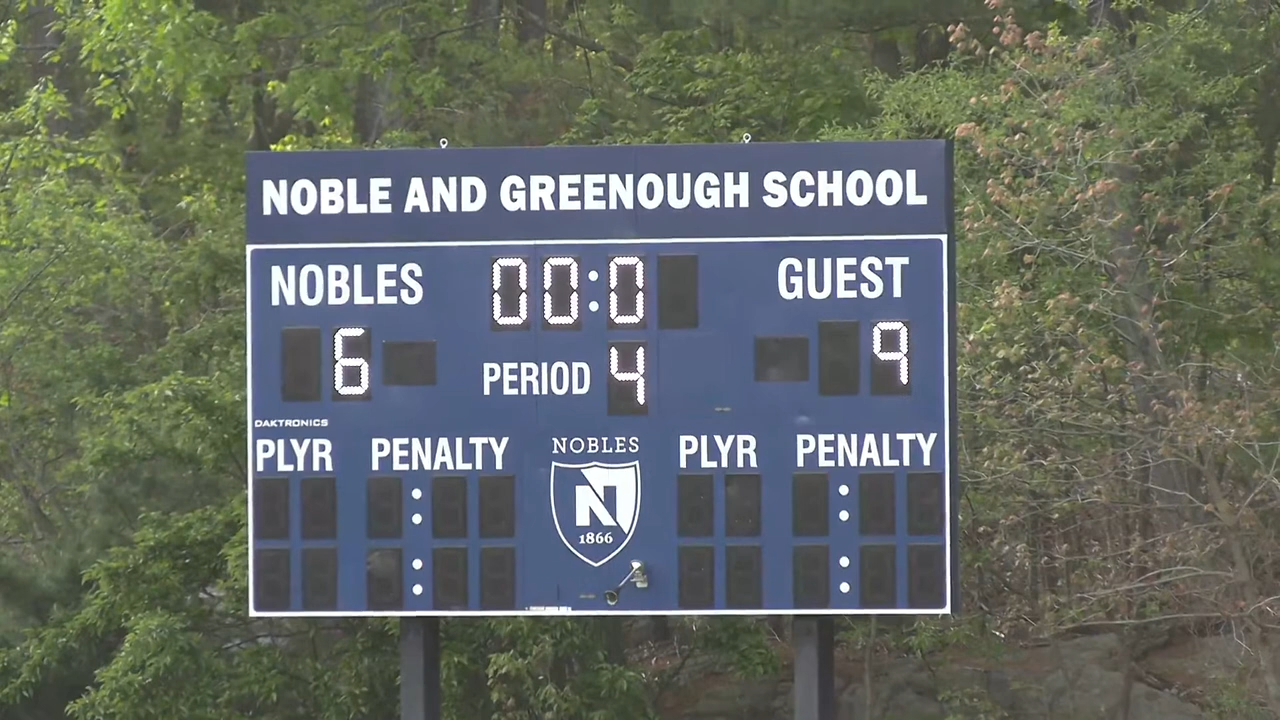 NOBLE AND GREENOUGH SCHOOL
NOBLES 00:0 GUEST
6 PERIOD 4 9
DAKTRONICS
PLYR PENALTY NOBLES PLYR PENALTY
N
1866